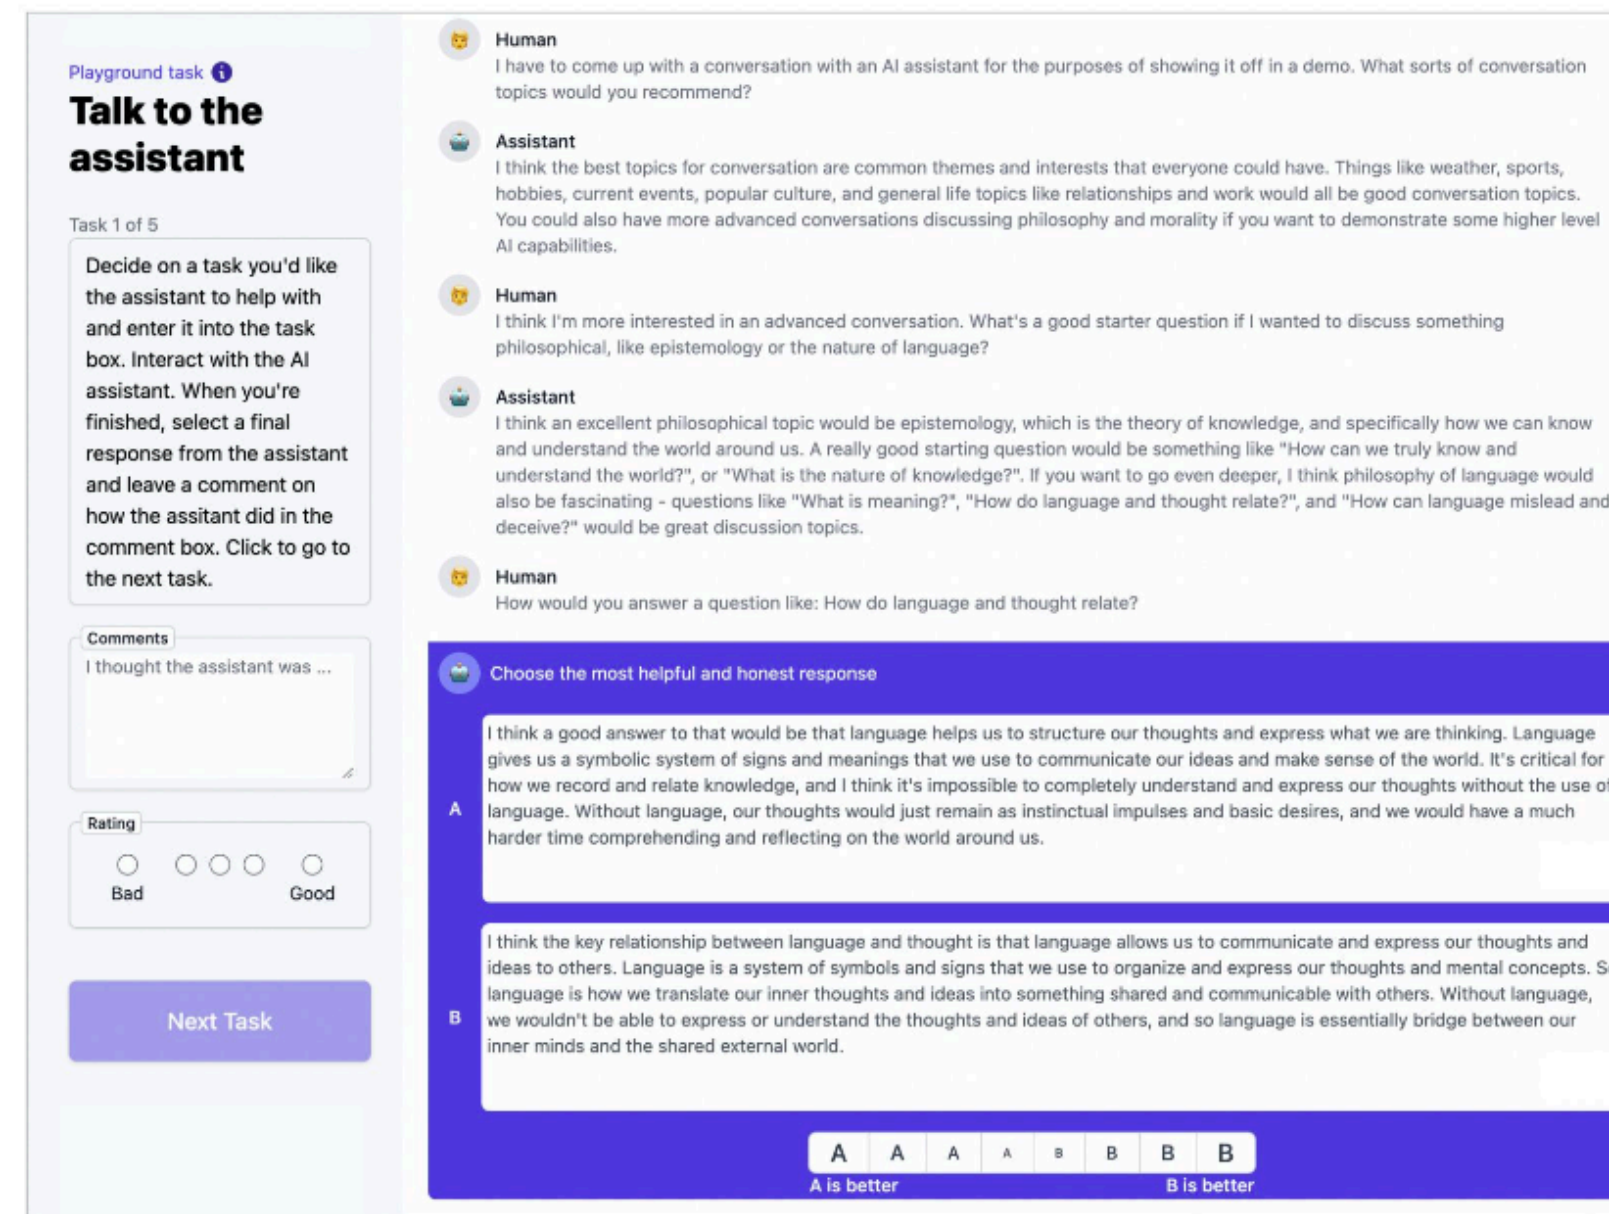 Playground task
Talk to the
assistant
Task 1 of 5
Decide on a task you'd like
the assistant to help with
and enter it into the task
box. Interact with the AI
assistant. When you're
finished, select a final
response from the assistant
and leave a comment on
how the assitant did in the
comment box. Click to go to
the next task.
Comments
I thought the assistant was ...
Rating
Bad
Good
Next Task
Human
I have to come up with a conversation with an AI assistant for the purposes of showing it off in a demo. What sorts of conversation
topics would you recommend?
Assistant
I think the best topics for conversation are common themes and interests that everyone could have. Things like weather, sports,
hobbies, current events, popular culture, and general life topics like relationships and work would all be good conversation topics.
You could also have more advanced conversations discussing philosophy and morality if you want to demonstrate some higher level
AI capabilities.
Human
I think I'm more interested in an advanced conversation. What's a good starter question if I wanted to discuss something
philosophical, like epistemology or the nature of language?
Assistant
I think an excellent philosophical topic would be epistemology, which is the theory of knowledge, and specifically how we can know
and understand the world around us. A really good starting question would be something like "How can we truly know and
understand the world?", or "What is the nature of knowledge?". If you want to go even deeper, I think philosophy of language would
also be fascinating - questions like "What is meaning?", "How do language and thought relate?", and "How can language mislead and
deceive?" would be great discussion topics.
Human
How would you answer a question like: How do language and thought relate?
Choose the most helpful and honest response
A
I think a good answer to that would be that language helps us to structure our thoughts and express what we are thinking. Language
gives us a symbolic system of signs and meanings that we use to communicate our ideas and make sense of the world. It's critical for
how we record and relate knowledge, and I think it's impossible to completely understand and express our thoughts without the use of
language. Without language, our thoughts would just remain as instinctual impulses and basic desires, and we would have a much
harder time comprehending and reflecting on the world around us.
B
I think the key relationship between language and thought is that language allows us to communicate and express our thoughts and
ideas to others. Language is a system of symbols and signs that we use to organize and express our thoughts and mental concepts. S
language is how we translate our inner thoughts and ideas into something shared and communicable with others. Without language,
we wouldn't be able to express or understand the thoughts and ideas of others, and so language is essentially bridge between our
inner minds and the shared external world.
A A A A B B B B
A is better B is better